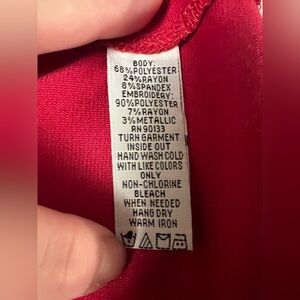 BODY:
68%POLYESTER
24%RAYON
8%SPANDEX
EMBROIDERY:
90%POLYESTER
7%RAYON
3%METALLIC
RN 90133
TURN GARMENT
INSIDE OUT
HAND WASH COLD
WITH LIKE COLORS
ONLY
NON-CHLORINE
BLEACH
WHEN NEEDED
HANG DRY
WARM IRON